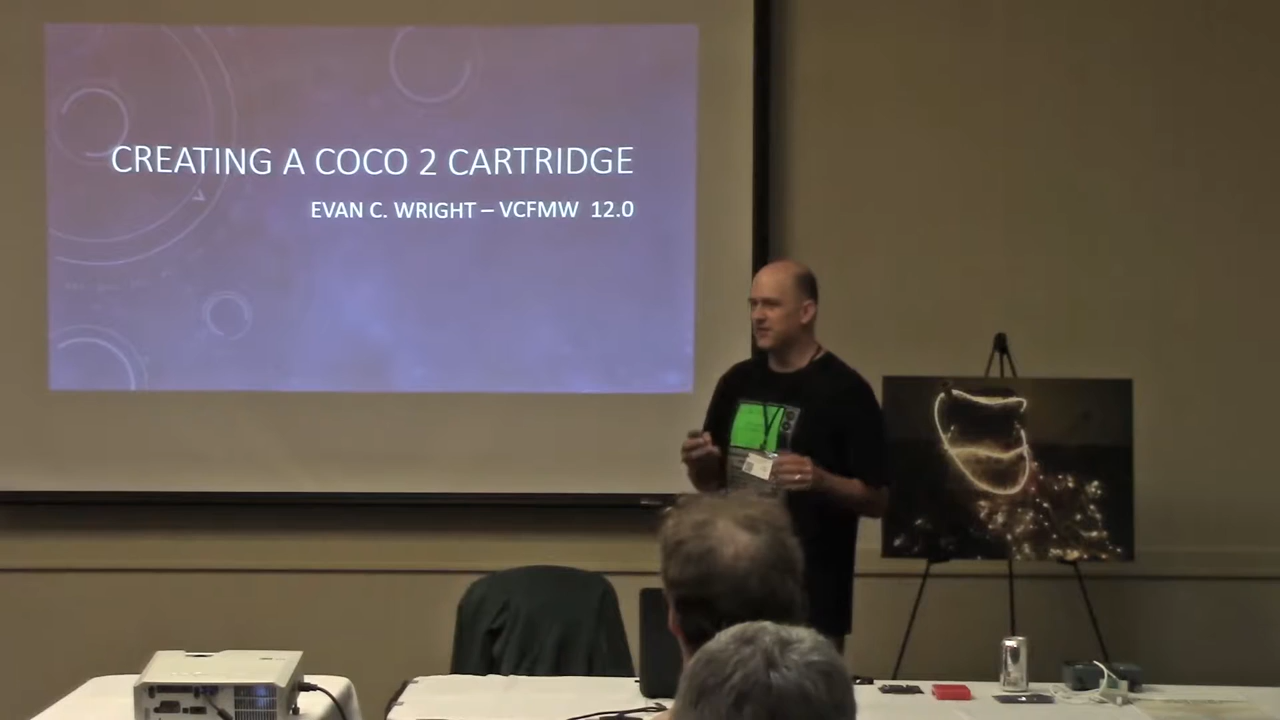 CREATING A COCO 2 CARTRIDGE
EVAN C. WRIGHT – VCFMW 12.0